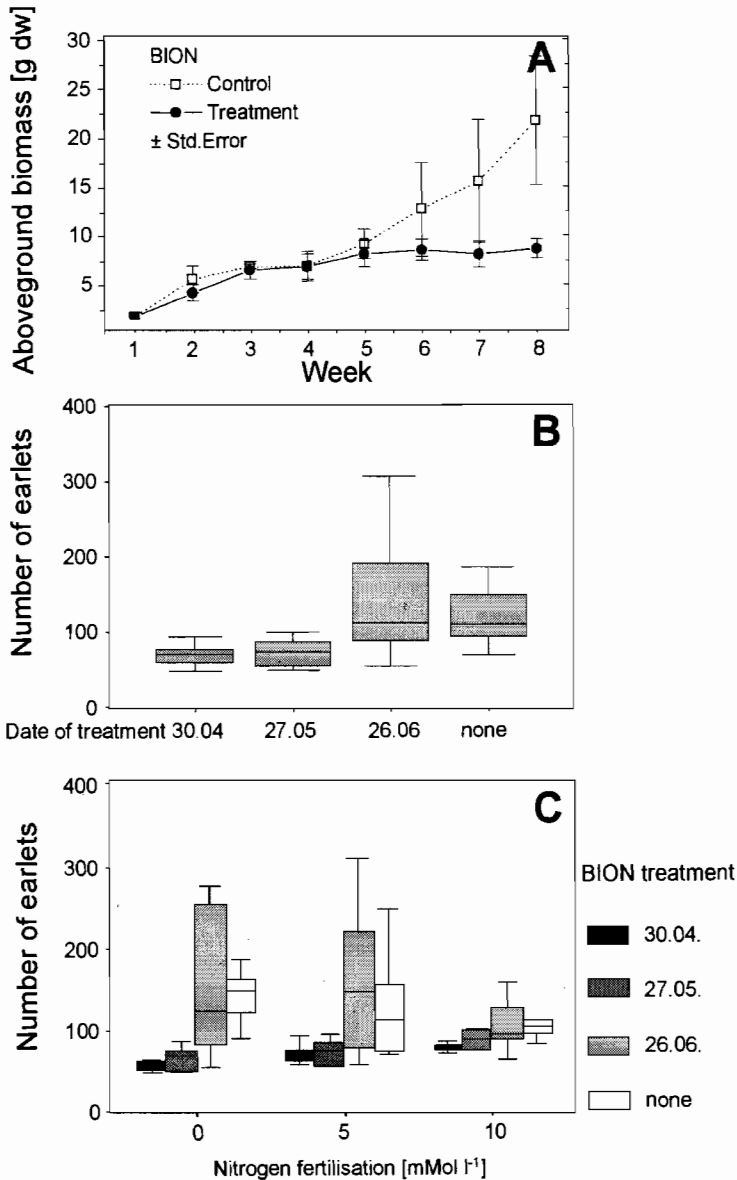 Aboveground biomass [g dw]
30
25
20
15
10
5
BION
Control
Treatment
± Std.Error
A
1 2 3 4 5 6 7 8
Week
Number of earlets
400
300
200
100
0
B
Date of treatment 30.04 27.05 26.06 none
Number of earlets
400
300
200
100
0
C
0 5 10
Nitrogen fertilisation [mMol l⁻¹]
BION treatment
30.04.
27.05.
26.06.
none